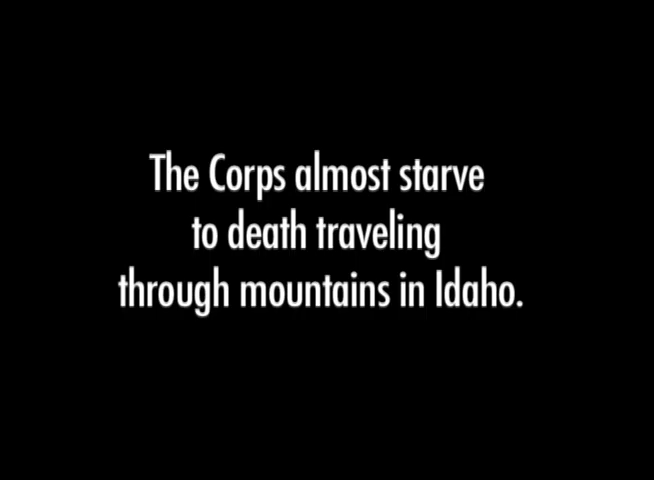 The Corps almost starve
to death traveling
through mountains in Idaho.